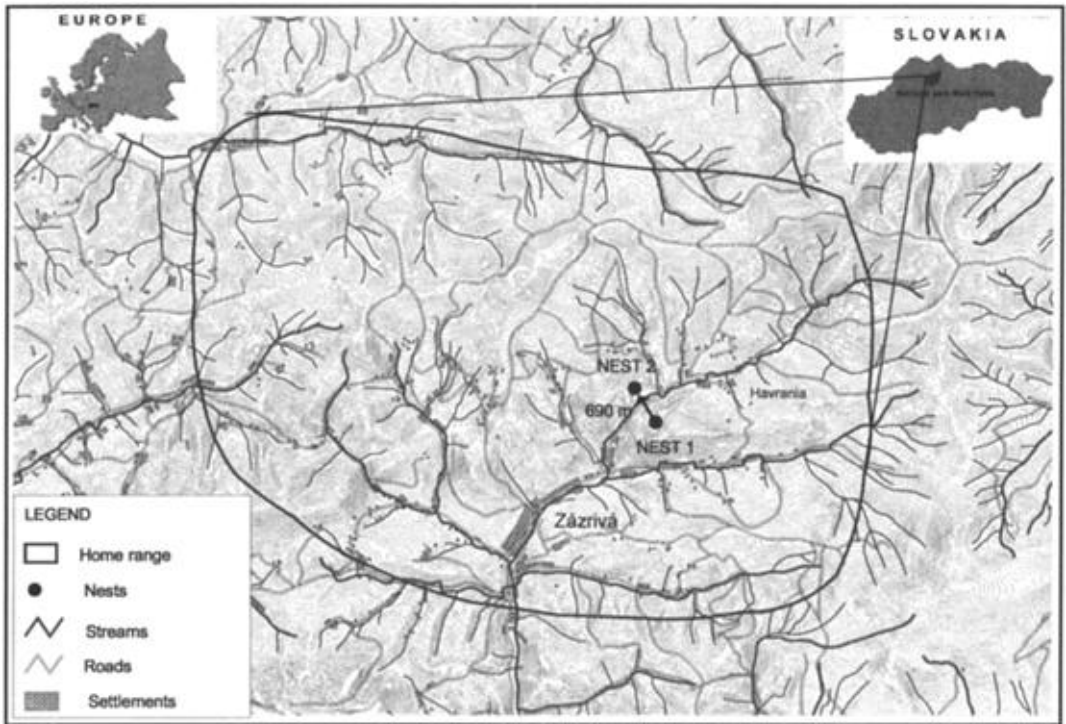 EUROPE
SLOVAKIA
NEST 2
690 m
Havrania
NEST 1
Zázrivá
LEGEND
Home range
Nests
Streams
Roads
Settlements